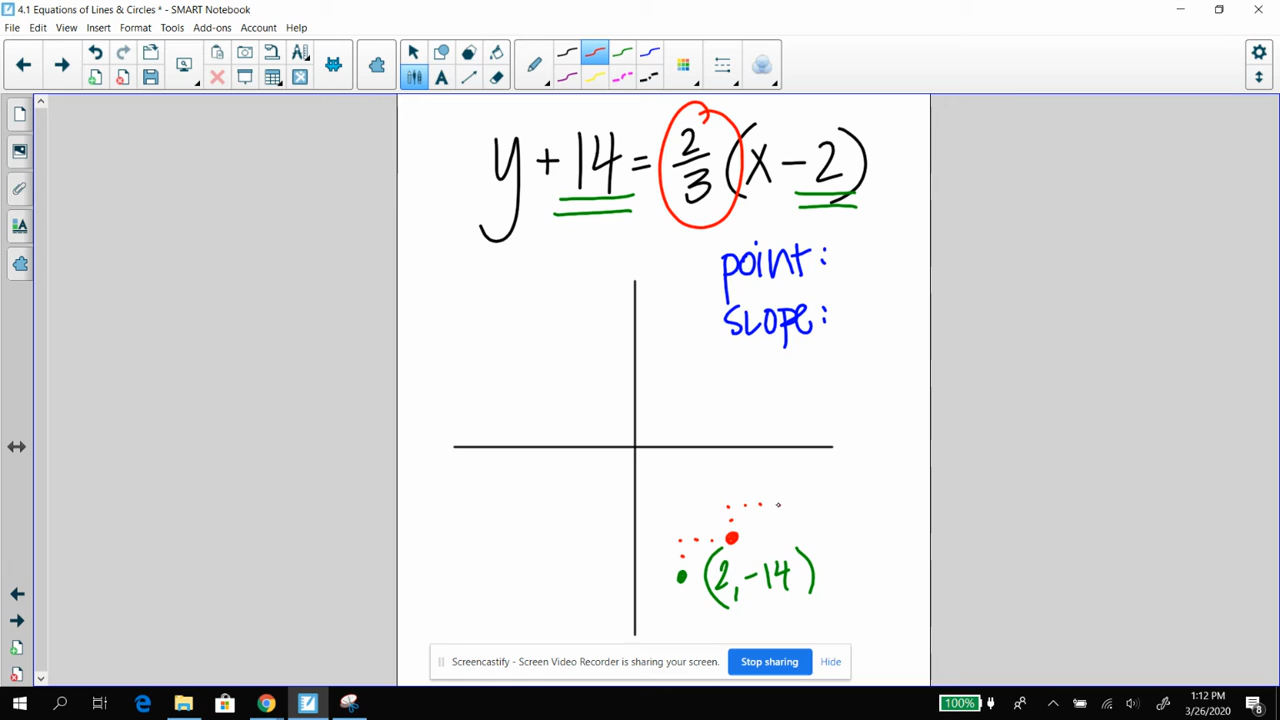 4.1 Equations of Lines & Circles * - SMART Notebook
File Edit View Insert Format Tools Add-ons Account Help
y + 14 = 2/3 (x - 2)
point:
slope:
(2, -14)
Screencastify - Screen Video Recorder is sharing your screen. Stop sharing Hide
100% 1:12 PM
3/26/2020 8